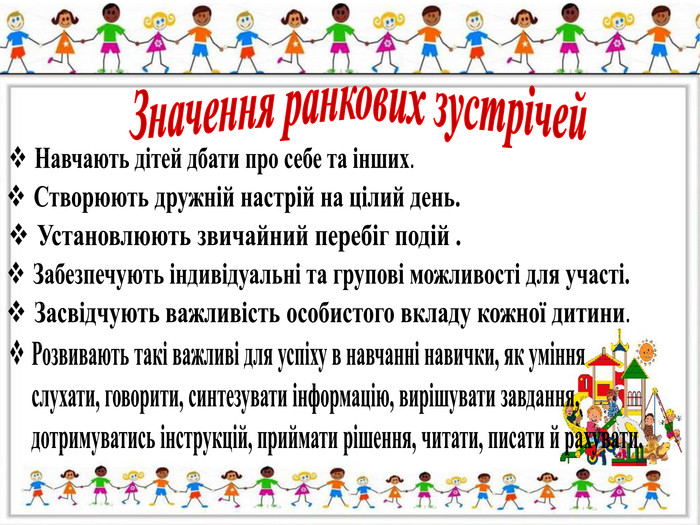 Значення ранкових зустрічей
❖ Навчають дітей дбати про себе та інших.
❖ Створюють дружній настрій на цілий день.
❖ Установлюють звичайний перебіг подій .
❖ Забезпечують індивідуальні та групові можливості для участі.
❖ Засвідчують важливість особистого вкладу кожної дитини.
❖ Розвивають такі важливі для успіху в навчанні навички, як уміння
слухати, говорити, синтезувати інформацію, вирішувати завдання,
дотримуватись інструкцій, приймати рішення, читати, писати й рахувати.